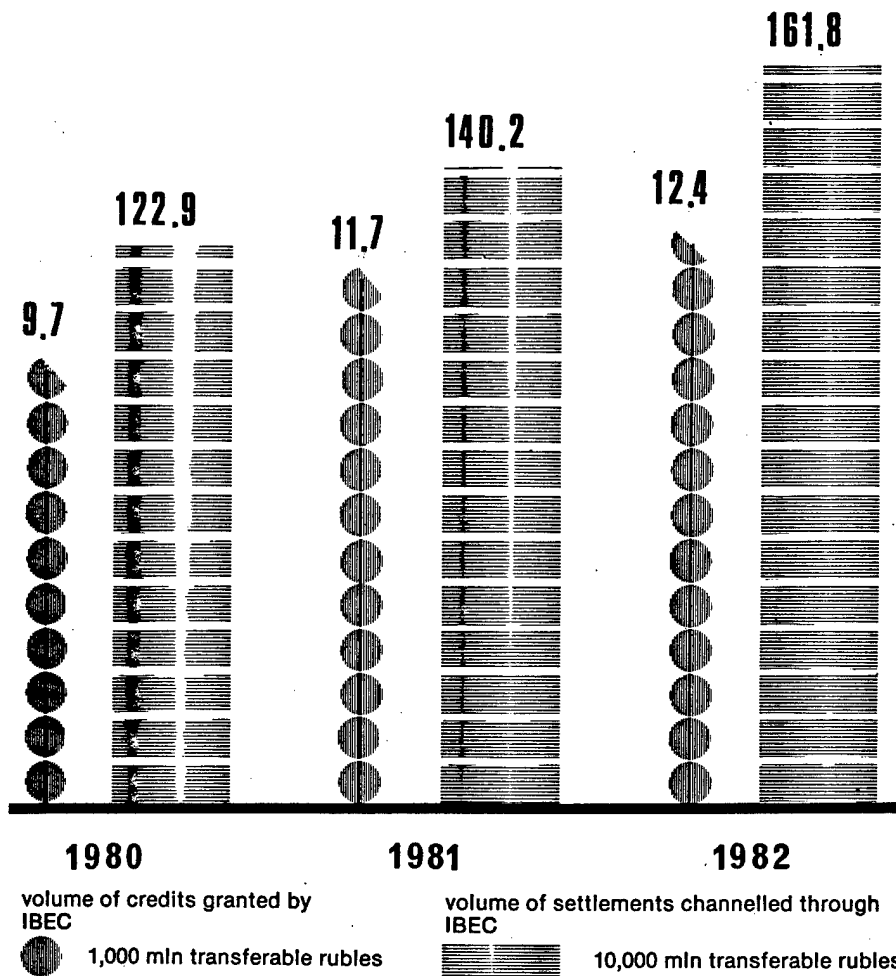 161.8
140.2
12.4
122.9
11.7
9.7
1980 1981 1982
volume of credits granted by
IBEC
1,000 mln transferable rubles
volume of settlements channelled through
IBEC
10,000 mln transferable rubles